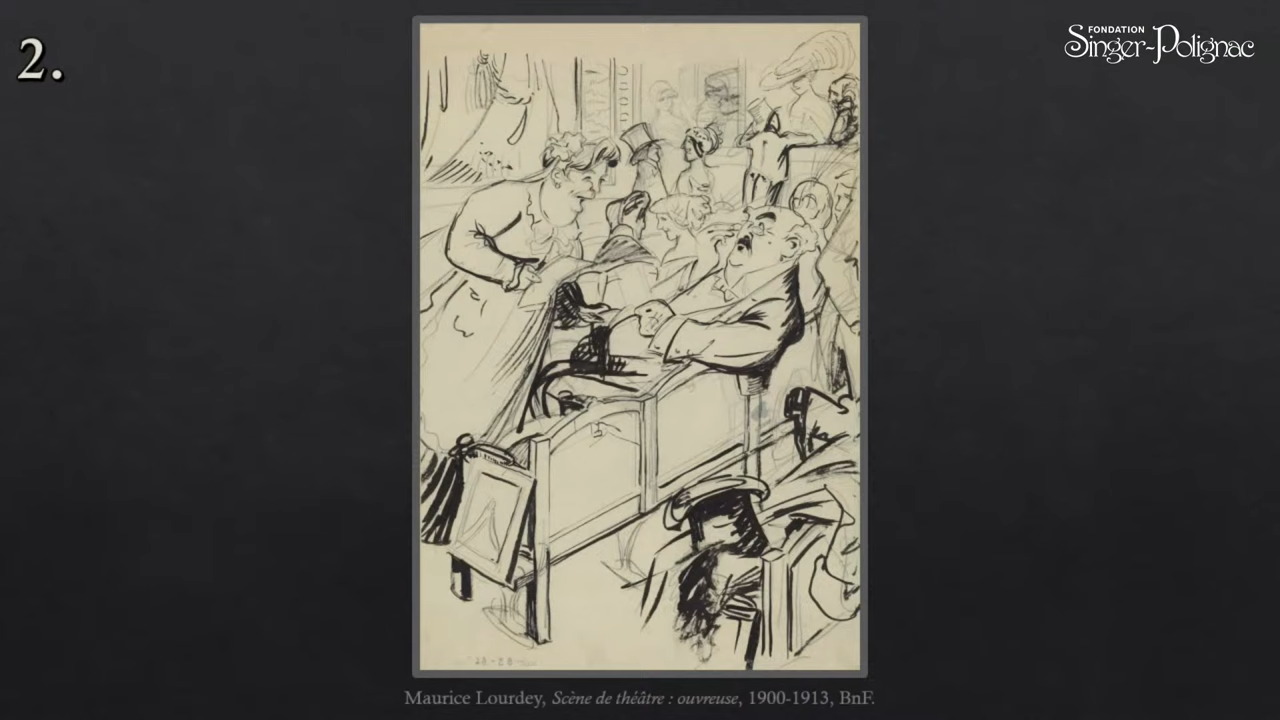 2.
FONDATION
Singer-Polignac
Maurice Lourdey, Scène de théâtre : ouvreuse, 1900-1913, BnF.